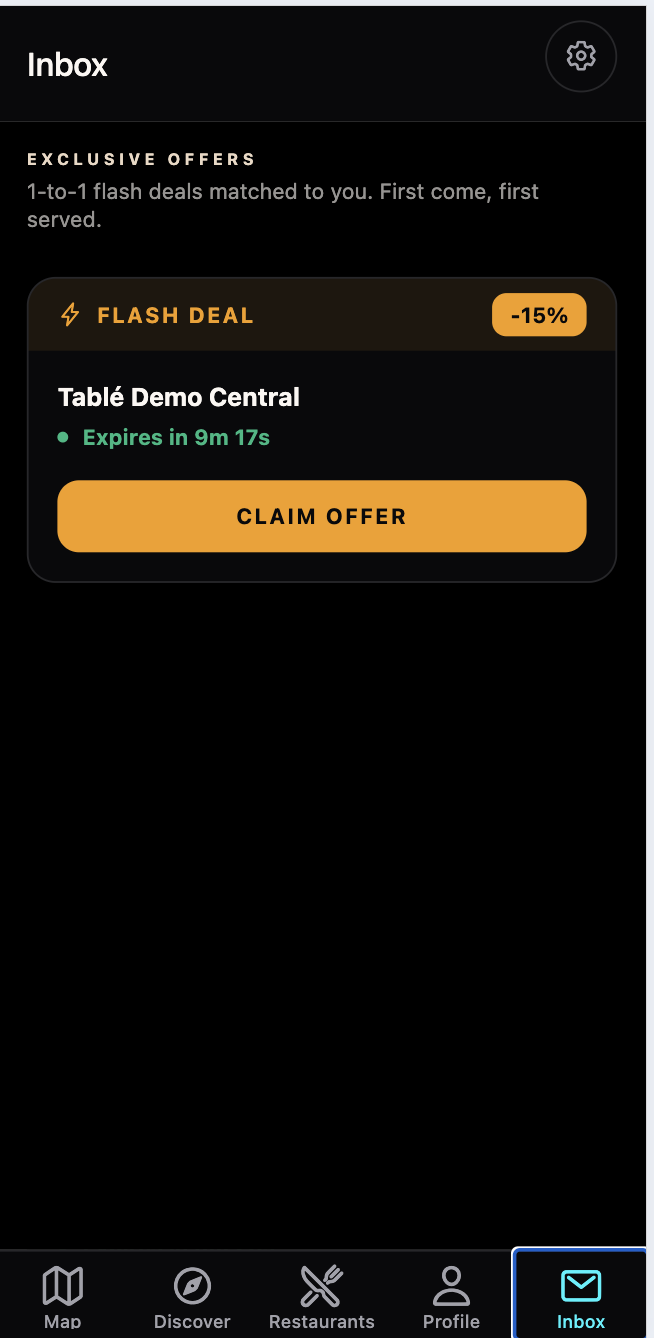 Inbox
EXCLUSIVE OFFERS
1-to-1 flash deals matched to you. First come, first
served.
FLASH DEAL
-15%
Tablé Demo Central
Expires in 9m 17s
CLAIM OFFER
Map
Discover
Restaurants
Profile
Inbox